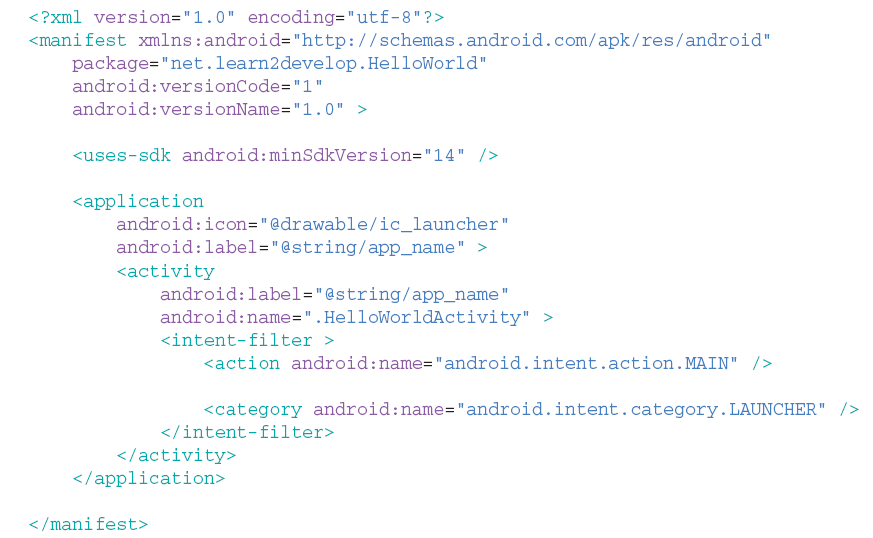 <?xml version="1.0" encoding="utf-8"?>
<manifest xmlns:android="http://schemas.android.com/apk/res/android"
    package="net.learn2develop.HelloWorld"
    android:versionCode="1"
    android:versionName="1.0" >

    <uses-sdk android:minSdkVersion="14" />

    <application
        android:icon="@drawable/ic_launcher"
        android:label="@string/app_name" >
        <activity
            android:label="@string/app_name"
            android:name=".HelloWorldActivity" >
            <intent-filter >
                <action android:name="android.intent.action.MAIN" />

                <category android:name="android.intent.category.LAUNCHER" />
            </intent-filter>
        </activity>
    </application>

</manifest>